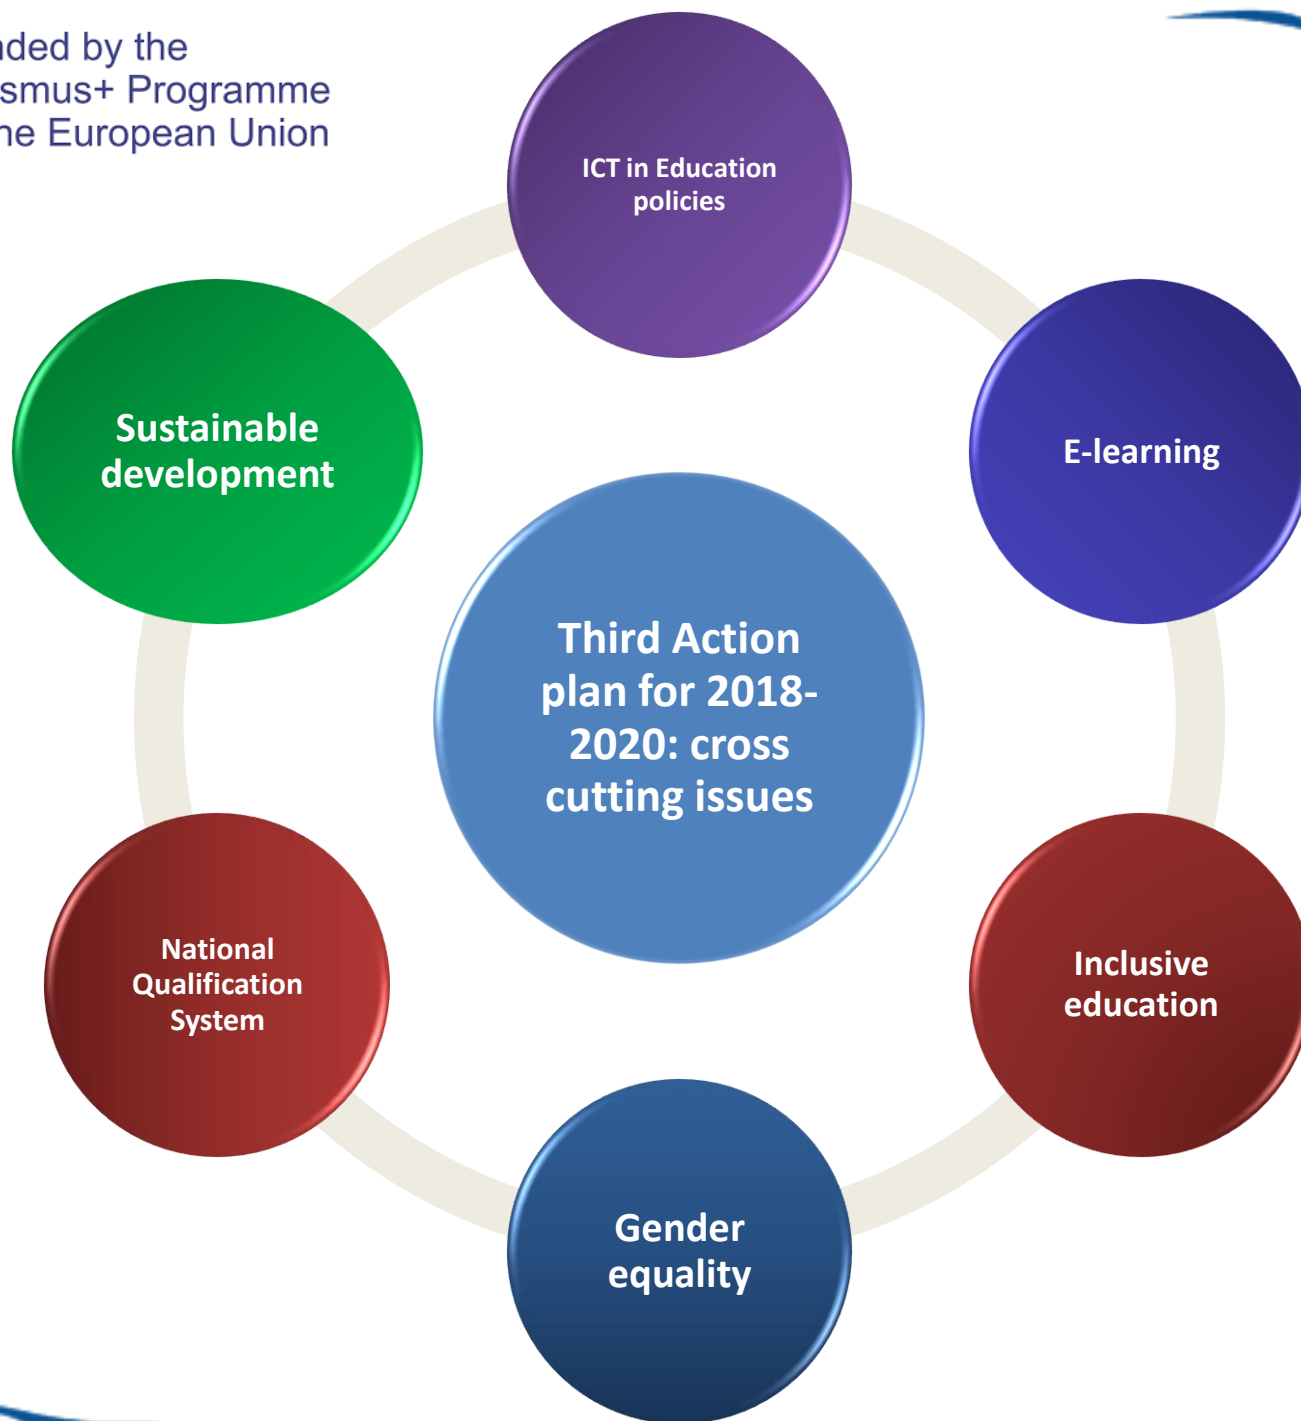 nded by the
smus+ Programme
he European Union
ICT in Education
policies
Sustainable
development
E-learning
Third Action
plan for 2018-
2020: cross
cutting issues
National
Qualification
System
Inclusive
education
Gender
equality